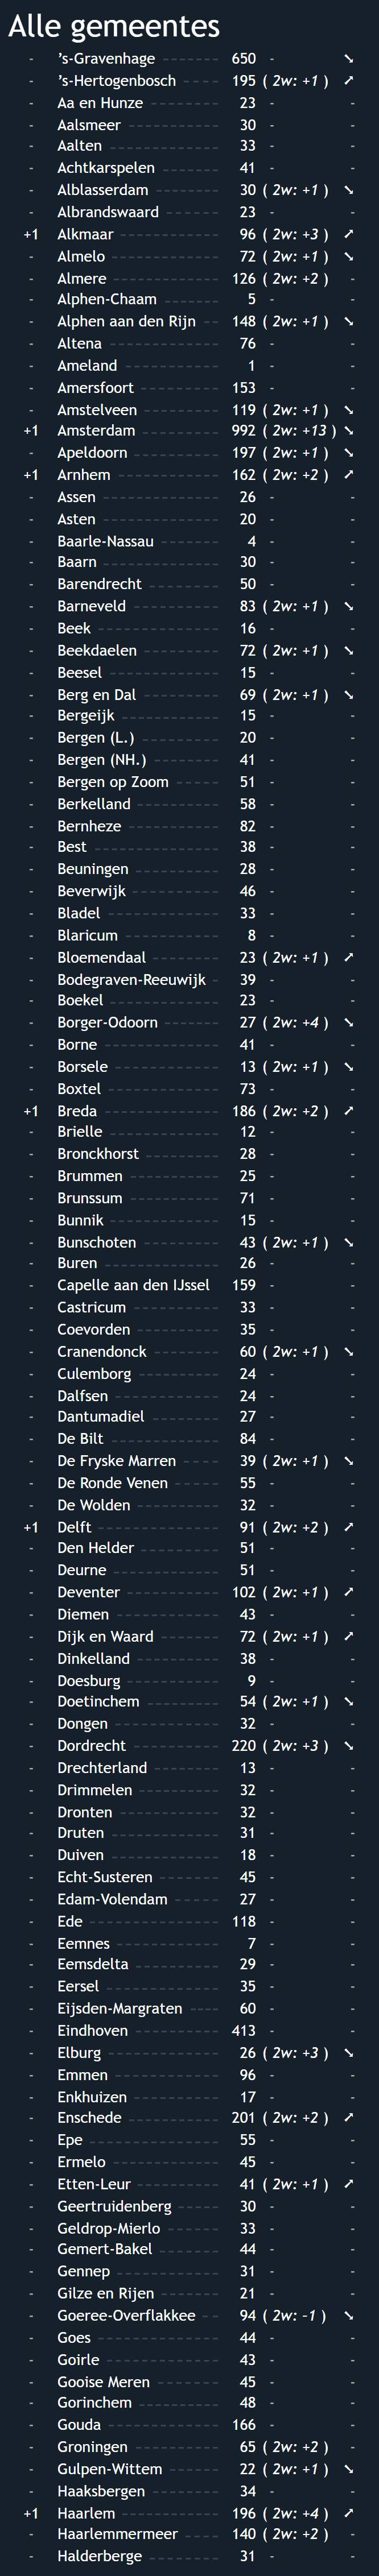 Alle gemeentes
- ’s-Gravenhage 650 - ➘
- ’s-Hertogenbosch 195 ( 2w: +1 ) ➚
- Aa en Hunze 23 - -
- Aalsmeer 30 - -
- Aalten 33 - -
- Achtkarspelen 41 - -
- Alblasserdam 30 ( 2w: +1 ) ➘
- Albrandswaard 23 - -
+1 Alkmaar 96 ( 2w: +3 ) ➚
- Almelo 72 ( 2w: +1 ) ➘
- Almere 126 ( 2w: +2 ) -
- Alphen-Chaam 5 - -
- Alphen aan den Rijn 148 ( 2w: +1 ) ➘
- Altena 76 - -
- Ameland 1 - -
- Amersfoort 153 - -
- Amstelveen 119 ( 2w: +1 ) ➘
+1 Amsterdam 992 ( 2w: +13 ) ➘
- Apeldoorn 197 ( 2w: +1 ) ➘
+1 Arnhem 162 ( 2w: +2 ) ➚
- Assen 26 - -
- Asten 20 - -
- Baarle-Nassau 4 - -
- Baarn 30 - -
- Barendrecht 50 - -
- Barneveld 83 ( 2w: +1 ) ➘
- Beek 16 - -
- Beekdaelen 72 ( 2w: +1 ) ➘
- Beesel 15 - -
- Berg en Dal 69 ( 2w: +1 ) ➘
- Bergeijk 15 - -
- Bergen (L.) 20 - -
- Bergen (NH.) 41 - -
- Bergen op Zoom 51 - -
- Berkelland 58 - -
- Bernheze 82 - -
- Best 38 - -
- Beuningen 28 - -
- Beverwijk 46 - -
- Bladel 33 - -
- Blaricum 8 - -
- Bloemendaal 23 ( 2w: +1 ) ➚
- Bodegraven-Reeuwijk 39 - -
- Boekel 23 - -
- Borger-Odoorn 27 ( 2w: +4 ) ➘
- Borne 41 - -
- Borsele 13 ( 2w: +1 ) ➘
- Boxtel 73 - -
+1 Breda 186 ( 2w: +2 ) ➚
- Brielle 12 - -
- Bronckhorst 28 - -
- Brummen 25 - -
- Brunssum 71 - -
- Bunnik 15 - -
- Bunschoten 43 ( 2w: +1 ) ➘
- Buren 26 - -
- Capelle aan den IJssel 159 - -
- Castricum 33 - -
- Coevorden 35 - -
- Cranendonck 60 ( 2w: +1 ) ➘
- Culemborg 24 - -
- Dalfsen 24 - -
- Dantumadiel 27 - -
- De Bilt 84 - -
- De Fryske Marren 39 ( 2w: +1 ) ➘
- De Ronde Venen 55 - -
- De Wolden 32 - -
+1 Delft 91 ( 2w: +2 ) ➚
- Den Helder 51 - -
- Deurne 51 - -
- Deventer 102 ( 2w: +1 ) ➚
- Diemen 43 - -
- Dijk en Waard 72 ( 2w: +1 ) ➚
- Dinkelland 38 - -
- Doesburg 9 - -
- Doetinchem 54 ( 2w: +1 ) ➘
- Dongen 32 - -
- Dordrecht 220 ( 2w: +3 ) ➘
- Drechterland 13 - -
- Drimmelen 32 - -
- Dronten 32 - -
- Druten 31 - -
- Duiven 18 - -
- Echt-Susteren 45 - -
- Edam-Volendam 27 - -
- Ede 118 - -
- Eemnes 7 - -
- Eemsdelta 29 - -
- Eersel 35 - -
- Eijsden-Margraten 60 - -
- Eindhoven 413 - -
- Elburg 26 ( 2w: +3 ) ➘
- Emmen 96 - -
- Enkhuizen 17 - -
- Enschede 201 ( 2w: +2 ) ➚
- Epe 55 - -
- Ermelo 45 - -
- Etten-Leur 41 ( 2w: +1 ) ➚
- Geertruidenberg 30 - -
- Geldrop-Mierlo 33 - -
- Gemert-Bakel 44 - -
- Gennep 31 - -
- Gilze en Rijen 21 - -
- Goeree-Overflakkee 94 ( 2w: -1 ) ➘
- Goes 44 - -
- Goirle 43 - -
- Gooise Meren 45 - -
- Gorinchem 48 - -
- Gouda 166 - -
- Groningen 65 ( 2w: +2 ) -
- Gulpen-Wittem 22 ( 2w: +1 ) ➘
- Haaksbergen 34 - -
+1 Haarlem 196 ( 2w: +4 ) ➚
- Haarlemmermeer 140 ( 2w: +2 ) -
- Halderberge 31 - -